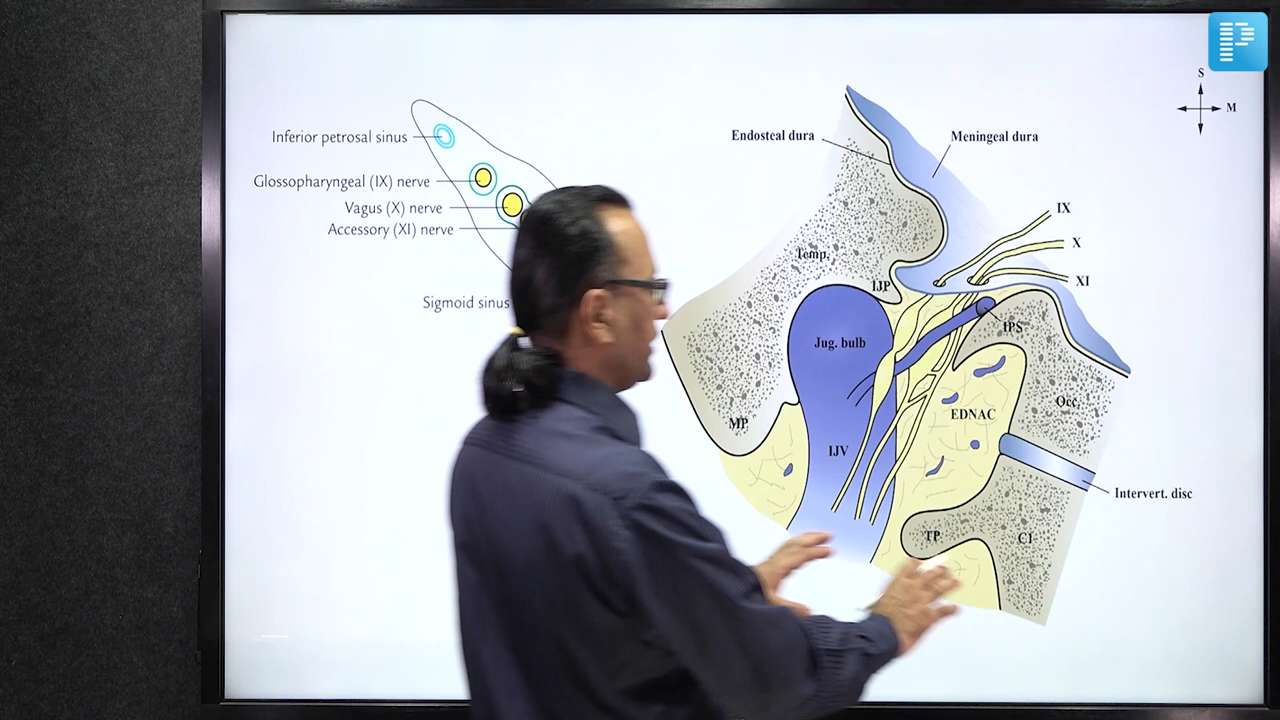 P
S
M
Inferior petrosal sinus
Glossopharyngeal (IX) nerve
Vagus (X) nerve
Accessory (XI) nerve
Sigmoid sinus
Endosteal dura
Meningeal dura
IX
X
XI
Temp.
IJP
IPS
Jug. bulb
Occ.
EDNAC
MP
IJV
Intervert. disc
TP
C1